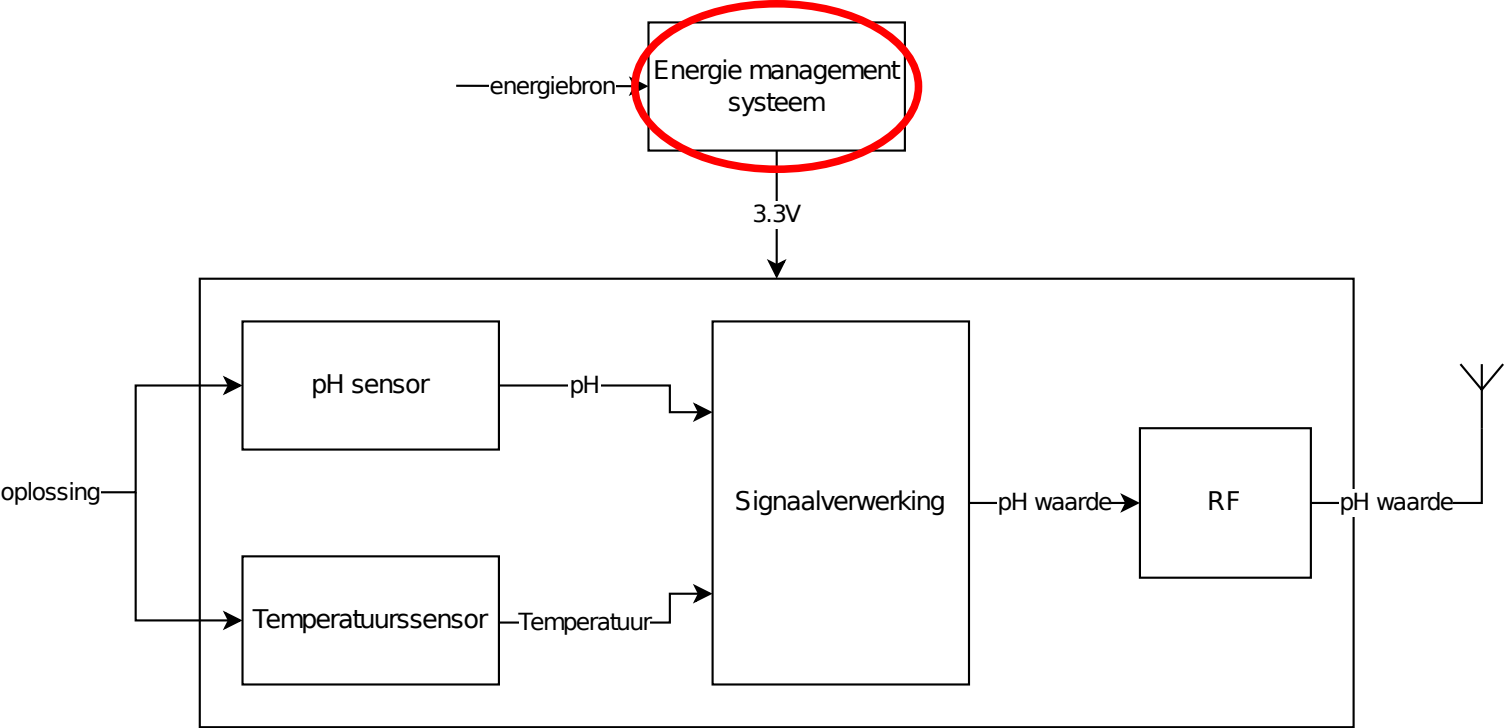 Energie management
systeem
energiebron
3.3V
pH sensor
pH
oplossing
Signaalverwerking
pH waarde
RF
pH waarde
Temperatuurssensor
Temperatuur